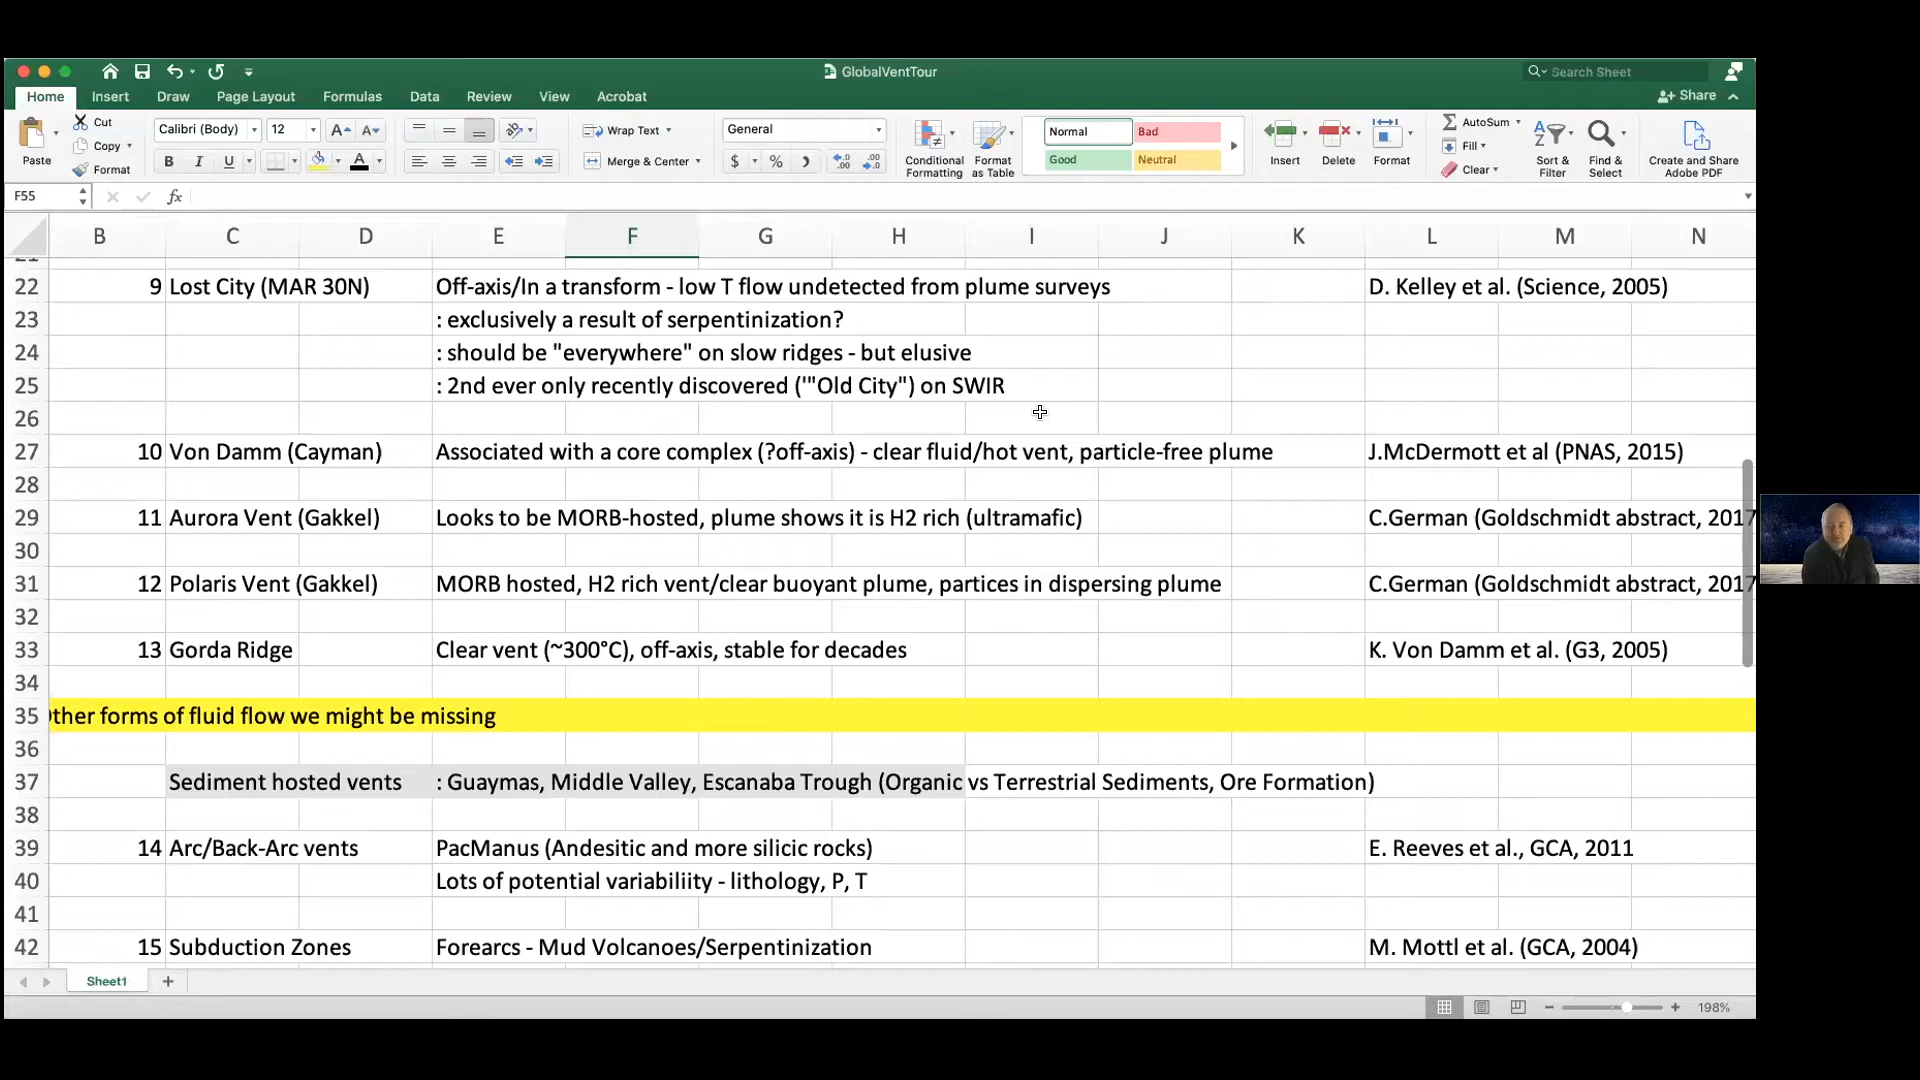 GlobalVentTour
Search Sheet
Home Insert Draw Page Layout Formulas Data Review View Acrobat
Share
Paste
Cut
Copy
Format
Calibri (Body) 12 A A
B I U A
Wrap Text
Merge & Center
General
$ %
Conditional Formatting
Format as Table
Normal Bad
Good Neutral
Insert Delete Format
AutoSum
Fill
Clear
Sort & Filter
Find & Select
Create and Share Adobe PDF
F55 fx
B C D E F G H I J K L M N
22 9 Lost City (MAR 30N) Off-axis/In a transform - low T flow undetected from plume surveys D. Kelley et al. (Science, 2005)
23 : exclusively a result of serpentinization?
24 : should be "everywhere" on slow ridges - but elusive
25 : 2nd ever only recently discovered ('"Old City") on SWIR
26
27 10 Von Damm (Cayman) Associated with a core complex (?off-axis) - clear fluid/hot vent, particle-free plume J.McDermott et al (PNAS, 2015)
28
29 11 Aurora Vent (Gakkel) Looks to be MORB-hosted, plume shows it is H2 rich (ultramafic) C.German (Goldschmidt abstract, 2017
30
31 12 Polaris Vent (Gakkel) MORB hosted, H2 rich vent/clear buoyant plume, partices in dispersing plume C.German (Goldschmidt abstract, 2017
32
33 13 Gorda Ridge Clear vent (~300°C), off-axis, stable for decades K. Von Damm et al. (G3, 2005)
34
35 ther forms of fluid flow we might be missing
36
37 Sediment hosted vents : Guaymas, Middle Valley, Escanaba Trough (Organic vs Terrestrial Sediments, Ore Formation)
38
39 14 Arc/Back-Arc vents PacManus (Andesitic and more silicic rocks) E. Reeves et al., GCA, 2011
40 Lots of potential variabiliity - lithology, P, T
41
42 15 Subduction Zones Forearcs - Mud Volcanoes/Serpentinization M. Mottl et al. (GCA, 2004)
Sheet1 +
198%